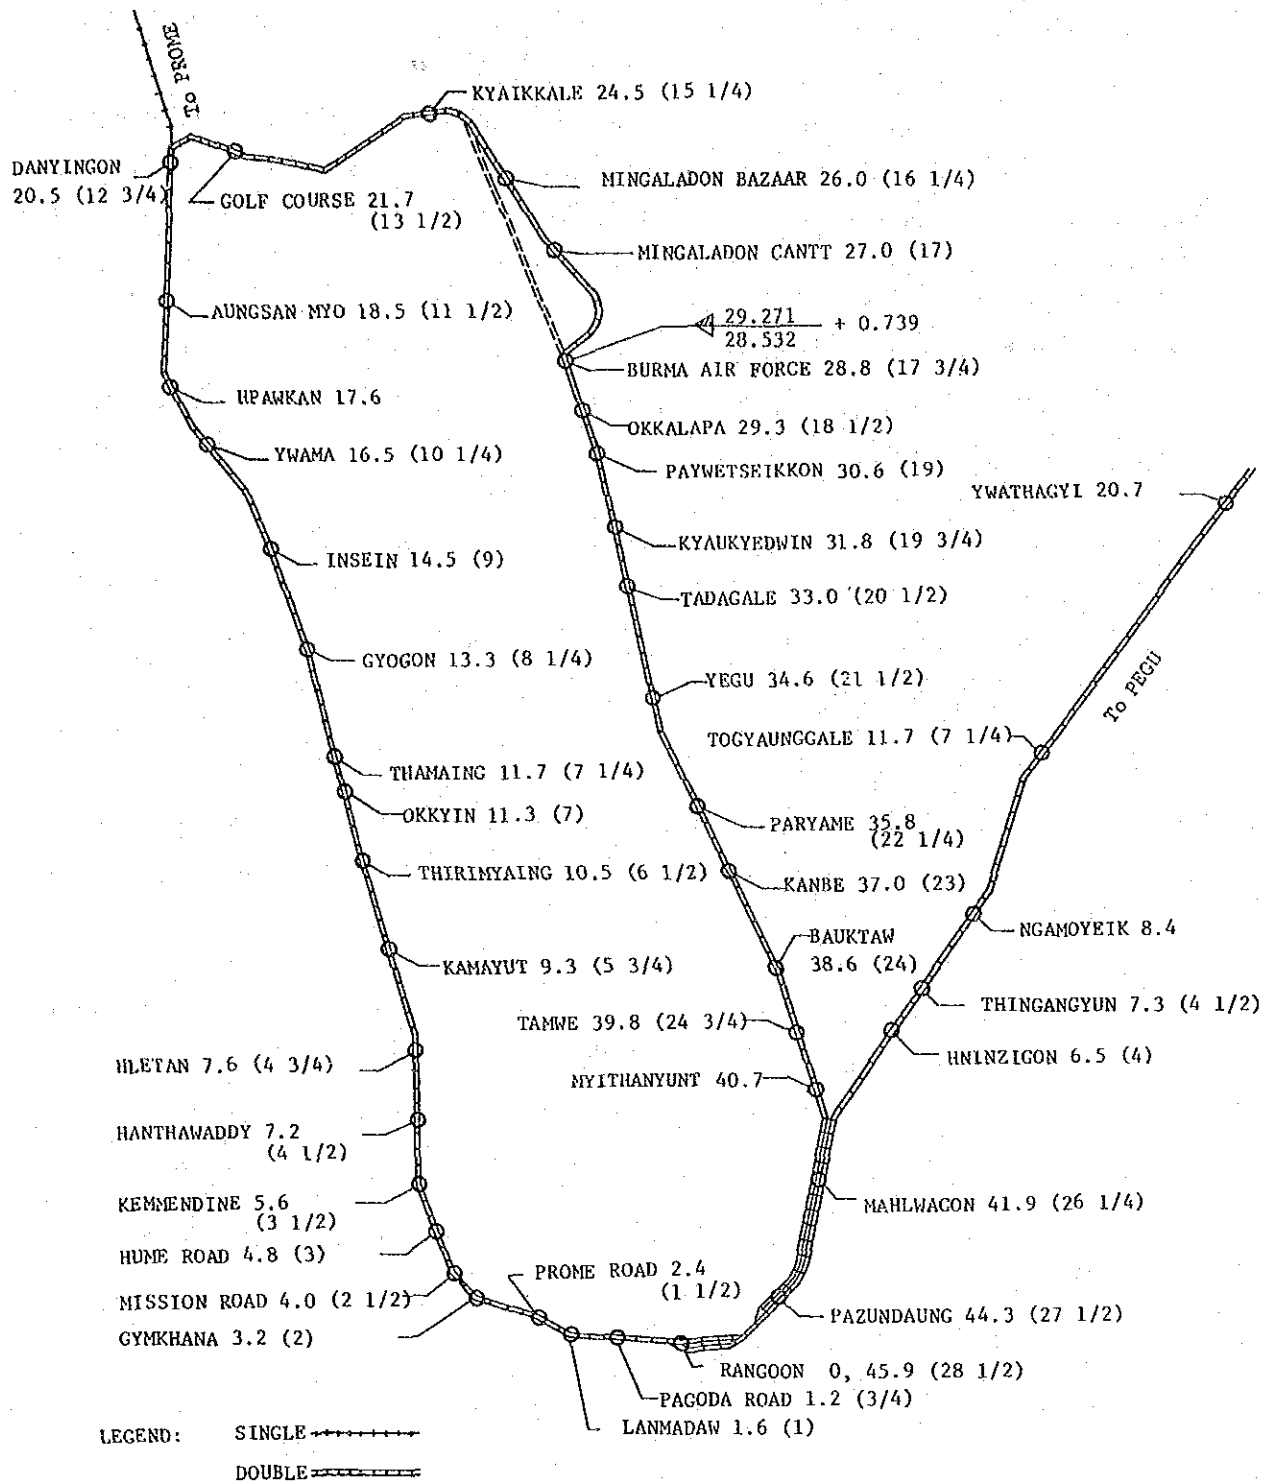 To PROME
KYAIKKALE 24.5 (15 1/4)
DANYINGON
20.5 (12 3/4)
GOLF COURSE 21.7
(13 1/2)
MINGALADON BAZAAR 26.0 (16 1/4)
MINGALADON CANTT 27.0 (17)
AUNGSAN MYO 18.5 (11 1/2)
29.271
28.532
+ 0.739
BURMA AIR FORCE 28.8 (17 3/4)
HPAWKAN 17.6
OKKALAPA 29.3 (18 1/2)
YWAMA 16.5 (10 1/4)
PAYWETSEIKKON 30.6 (19)
YWATHAGYI 20.7
KYAUKYEDWIN 31.8 (19 3/4)
INSEIN 14.5 (9)
TADAGALE 33.0 (20 1/2)
GYOGON 13.3 (8 1/4)
YEGU 34.6 (21 1/2)
To PEGU
TOGYAUNGGALE 11.7 (7 1/4)
THAMAING 11.7 (7 1/4)
OKKYIN 11.3 (7)
PARYAME 35.8
(22 1/4)
THIRIMYAING 10.5 (6 1/2)
KANBE 37.0 (23)
NGAMOYEIK 8.4
BAUKTAW
38.6 (24)
KAMAYUT 9.3 (5 3/4)
THINGANGYUN 7.3 (4 1/2)
TAMWE 39.8 (24 3/4)
HNINZIGON 6.5 (4)
HLETAN 7.6 (4 3/4)
MYITHANYUNT 40.7
HANTHAWADDY 7.2
(4 1/2)
KEMMENDINE 5.6
(3 1/2)
MAHLWAGON 41.9 (26 1/4)
HUME ROAD 4.8 (3)
PROME ROAD 2.4
(1 1/2)
MISSION ROAD 4.0 (2 1/2)
PAZUNDAUNG 44.3 (27 1/2)
GYMKHANA 3.2 (2)
RANGOON 0, 45.9 (28 1/2)
PAGODA ROAD 1.2 (3/4)
LANMADAW 1.6 (1)
LEGEND: SINGLE
DOUBLE